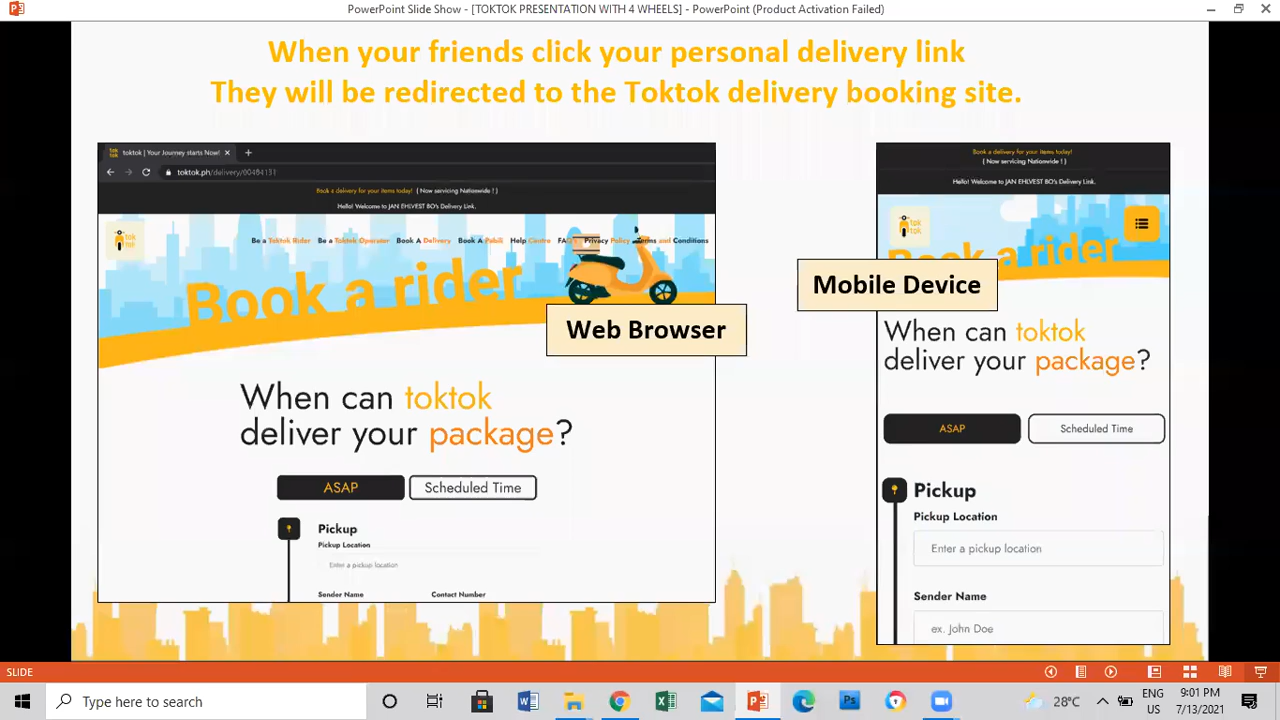 PowerPoint Slide Show - [TOKTOK PRESENTATION WITH 4 WHEELS] - PowerPoint (Product Activation Failed)
When your friends click your personal delivery link
They will be redirected to the Toktok delivery booking site.
toktok | Your Journey starts Now!
toktok.ph/delivery/00484131
Book a delivery for your items today! ( Now servicing Nationwide ! )
Hello! Welcome to JAN EHLVEST BO's Delivery Link.
tok
tok
Be a Toktok Rider Be a Toktok Operator Book A Delivery Book A Pabili Help Centre FAQ's Privacy Policy Terms and Conditions
Book a rider
Web Browser
When can toktok
deliver your package?
ASAP Scheduled Time
Pickup
Pickup Location
Enter a pickup location
Sender Name Contact Number
Book a delivery for your items today!
( Now servicing Nationwide ! )
Hello! Welcome to JAN EHLVEST BO's Delivery Link.
tok
tok
Book a rider
Mobile Device
When can toktok
deliver your package?
ASAP Scheduled Time
Pickup
Pickup Location
Enter a pickup location
Sender Name
ex. John Doe
SLIDE
Type here to search
28°C
ENG
US
9:01 PM
7/13/2021